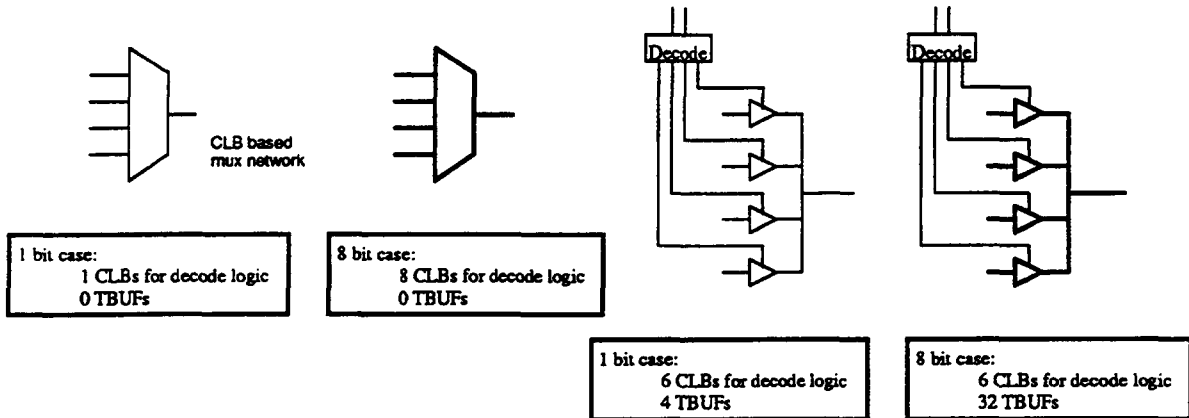 Decode
Decode
CLB based
mux network
1 bit case:
1 CLBs for decode logic
0 TBUFs
8 bit case:
8 CLBs for decode logic
0 TBUFs
1 bit case:
6 CLBs for decode logic
4 TBUFs
8 bit case:
6 CLBs for decode logic
32 TBUFs